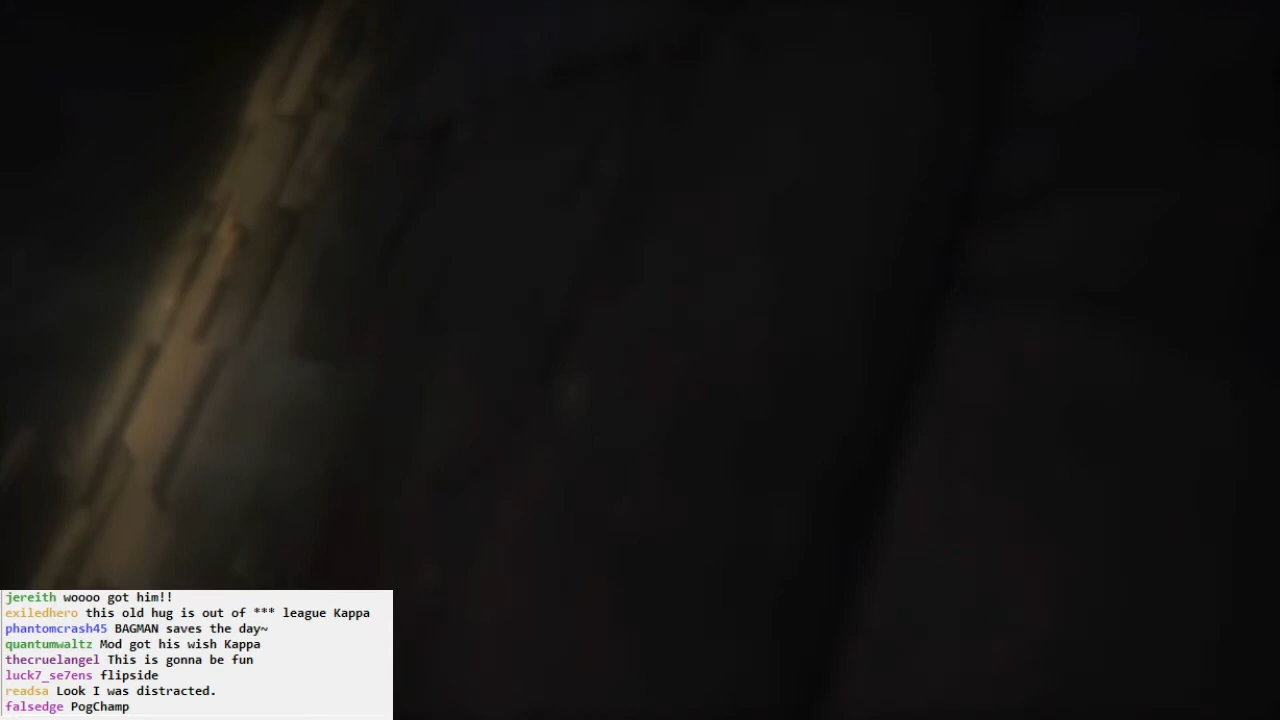 jereith woooo got him!!
exiledhero this old hug is out of *** league Kappa
phantomcrash45 BAGMAN saves the day~
quantumwaltz Mod got his wish Kappa
thecruelangel This is gonna be fun
luck7_se7ens flipside
readsa Look I was distracted.
falsedge PogChamp